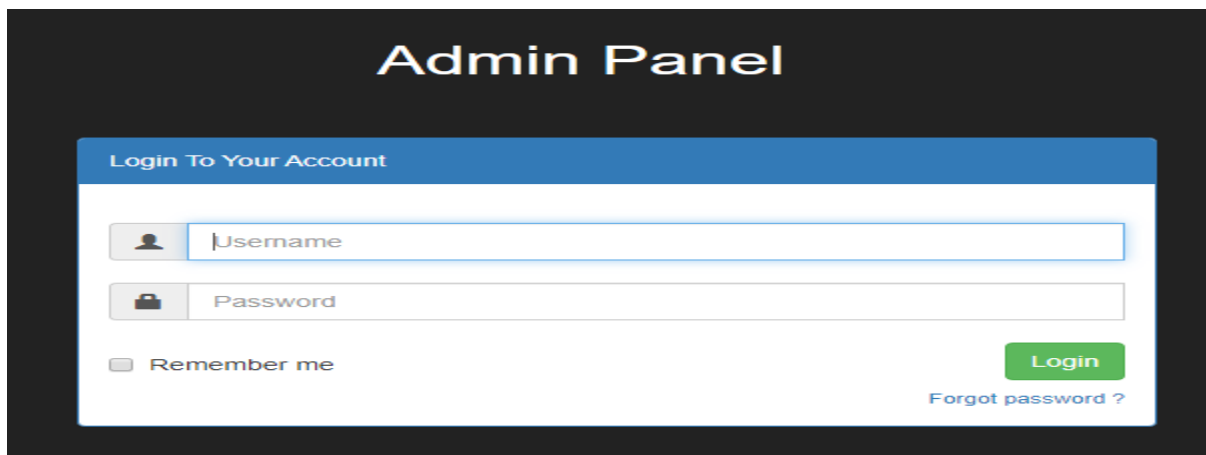 Admin Panel
Login To Your Account
Username
Password
Remember me
Login
Forgot password ?